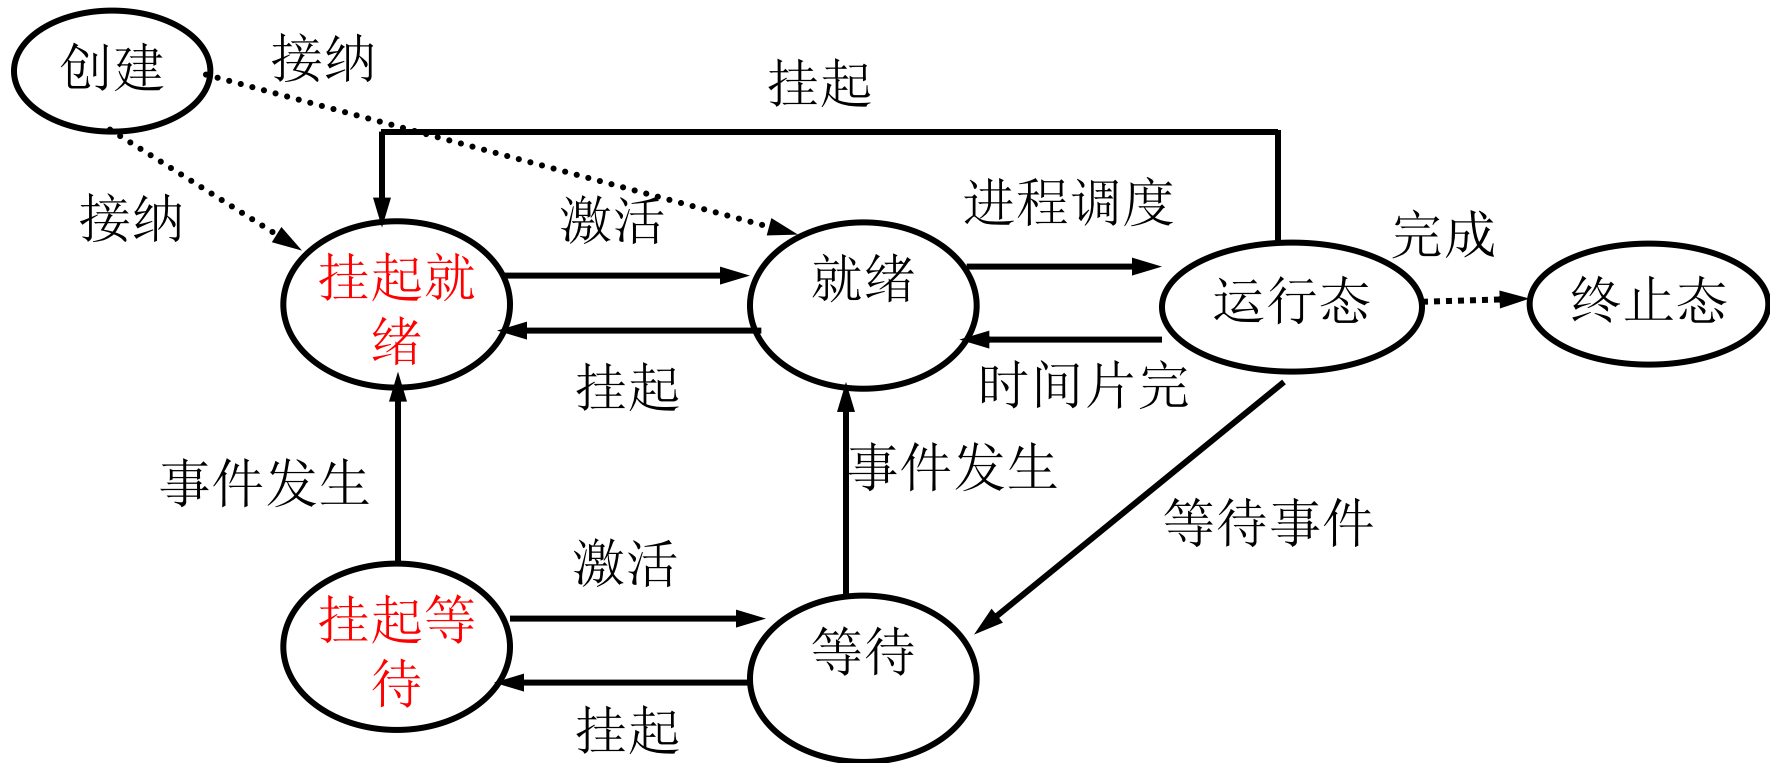 创建
接纳
挂起
接纳
激活
进程调度
完成
挂起就
绪
就绪
运行态
终止态
挂起
时间片完
事件发生
事件发生
等待事件
激活
挂起等
待
等待
挂起